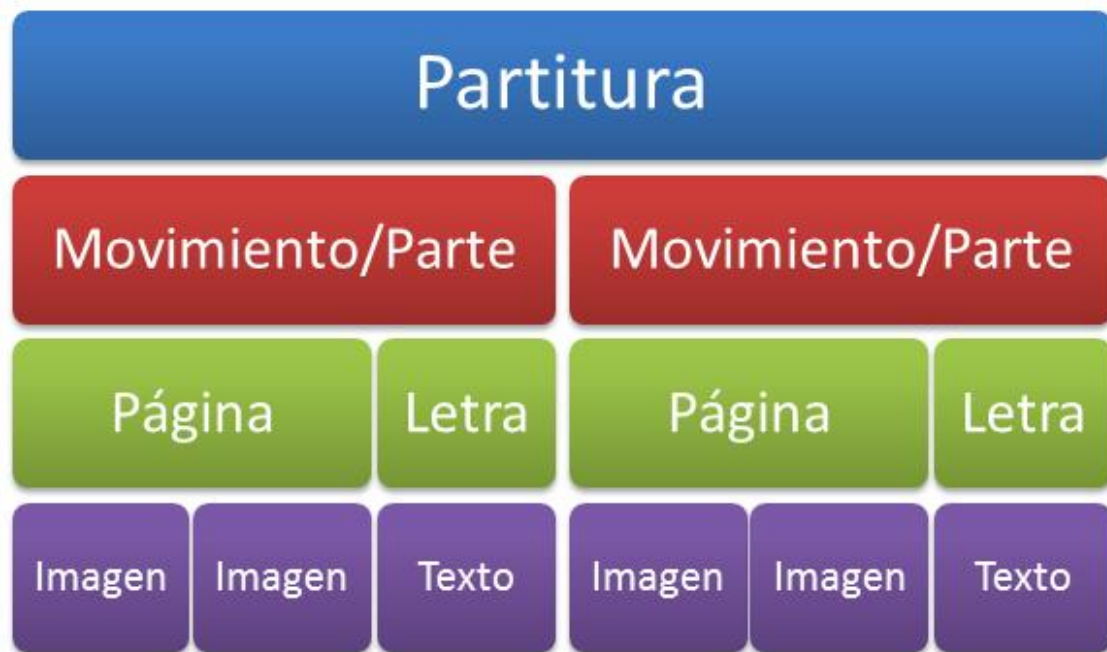 Partitura
Movimiento/Parte Movimiento/Parte
Página Letra Página Letra
Imagen Imagen Texto Imagen Imagen Texto